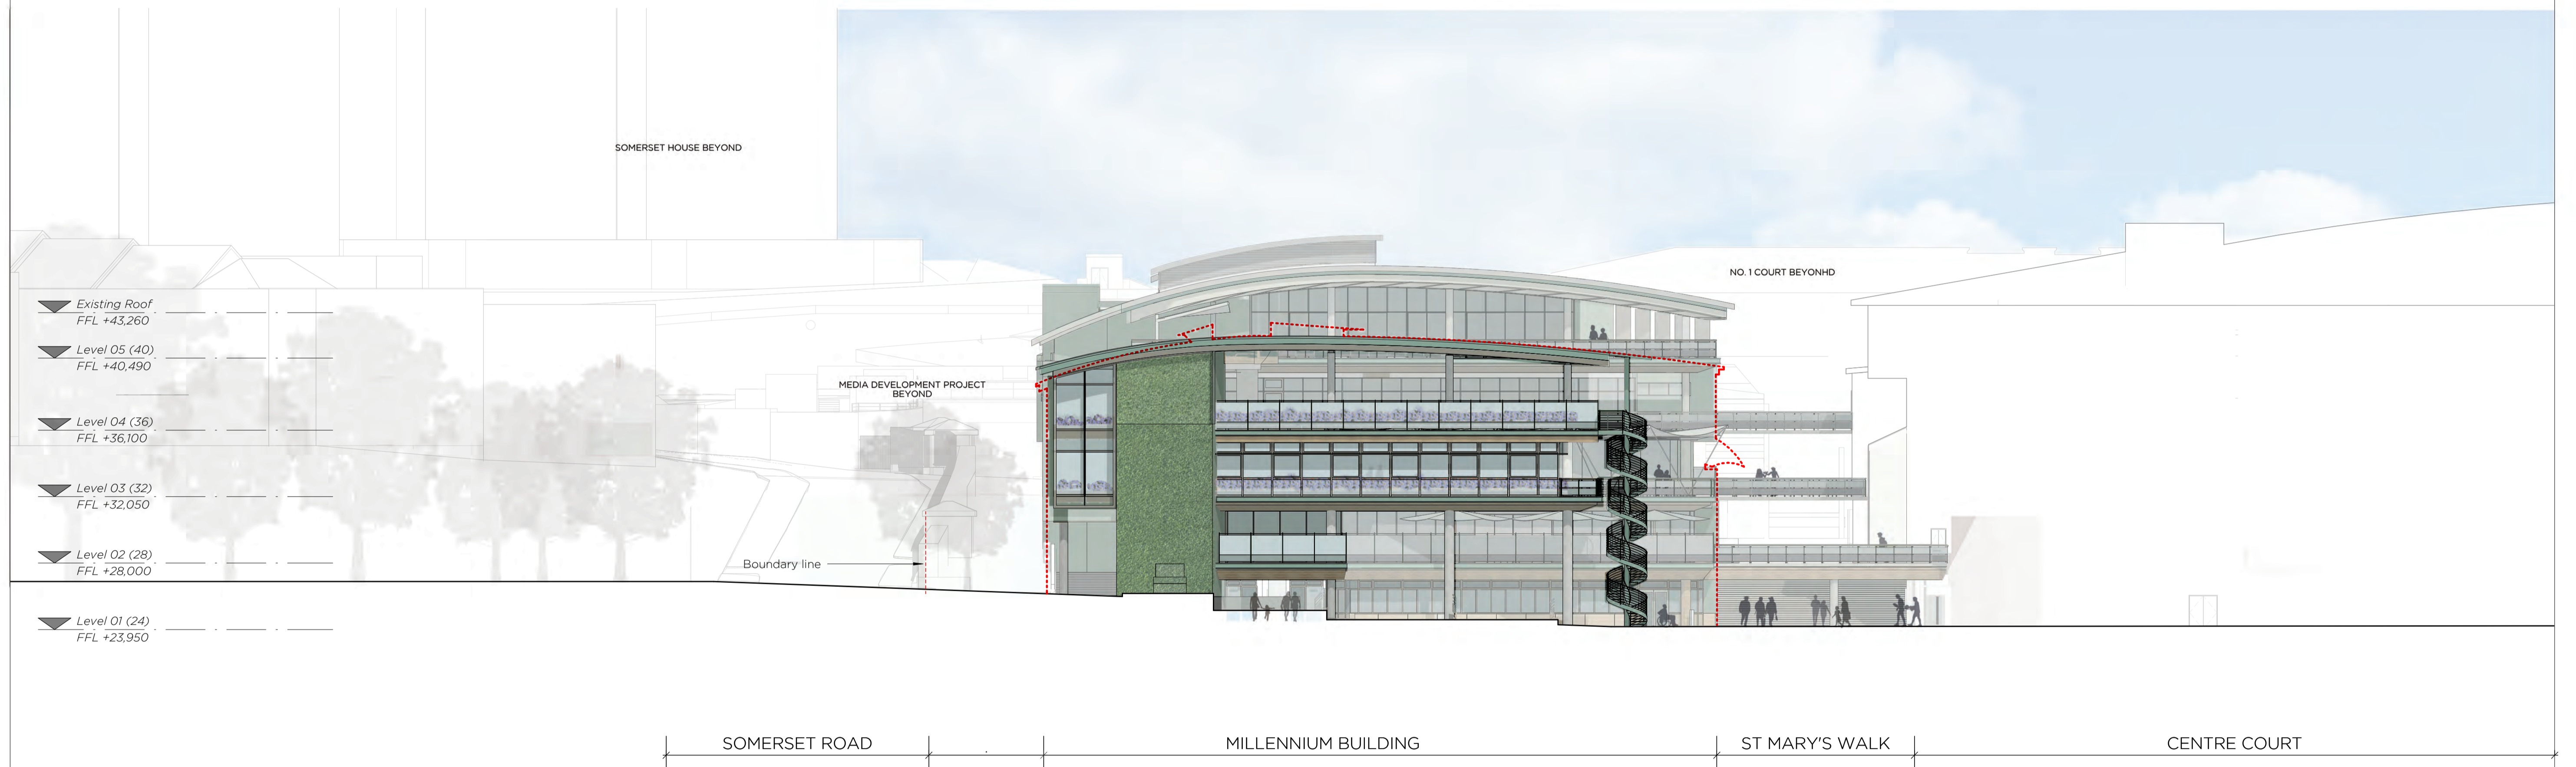 SOMERSET HOUSE BEYOND
NO. 1 COURT BEYONHD
Existing Roof
FFL +43,260
Level 05 (40)
FFL +40,490
MEDIA DEVELOPMENT PROJECT
BEYOND
Level 04 (36)
FFL +36,100
Level 03 (32)
FFL +32,050
Level 02 (28)
FFL +28,000
Boundary line
Level 01 (24)
FFL +23,950
SOMERSET ROAD
MILLENNIUM BUILDING
ST MARY'S WALK
CENTRE COURT